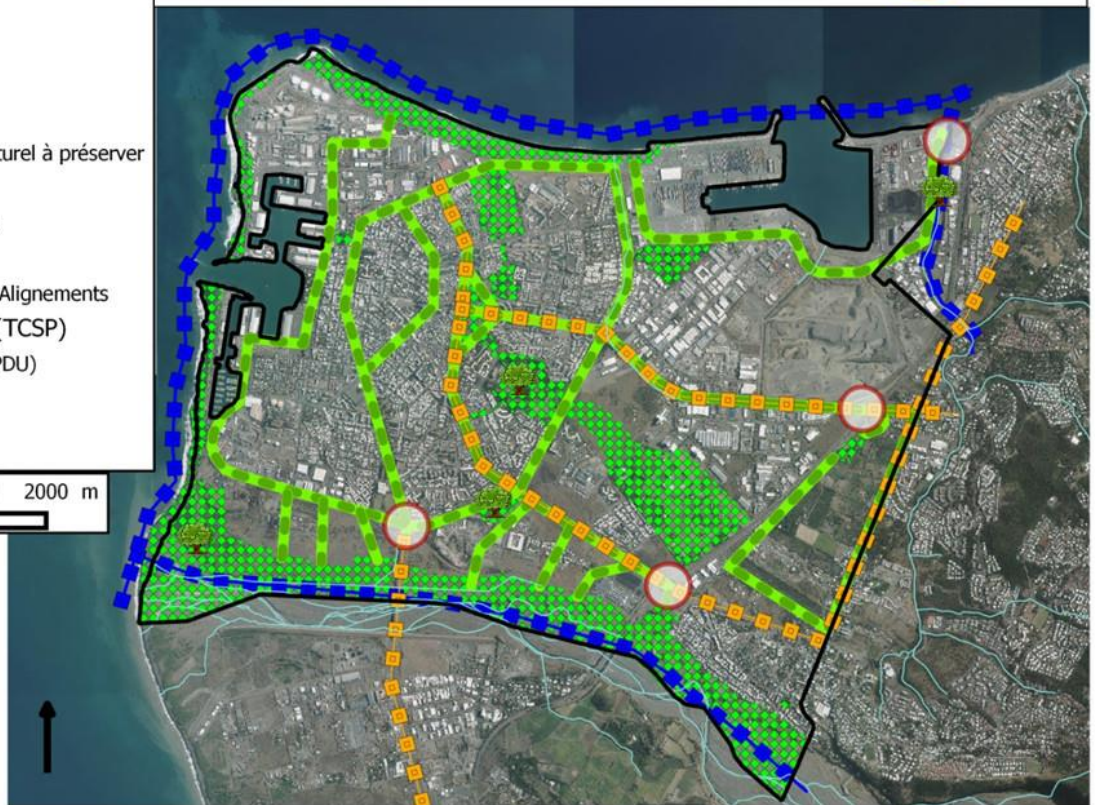 turel à préserver
Alignements
(TCSP)
PDU)
2000 m